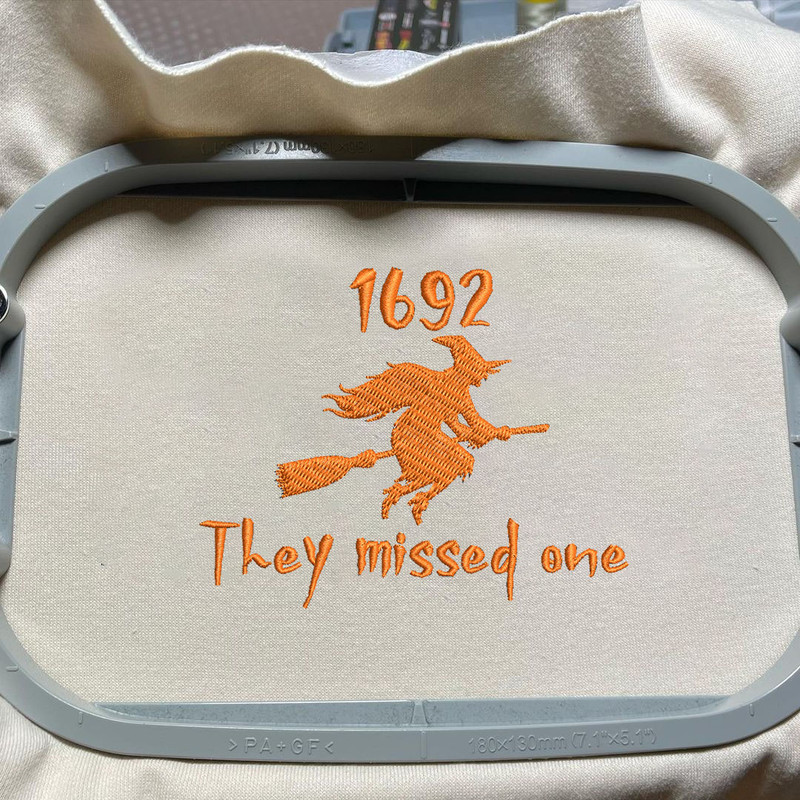 1692
They missed one
>PA+GF<
180x130mm (7.1"x5.1")